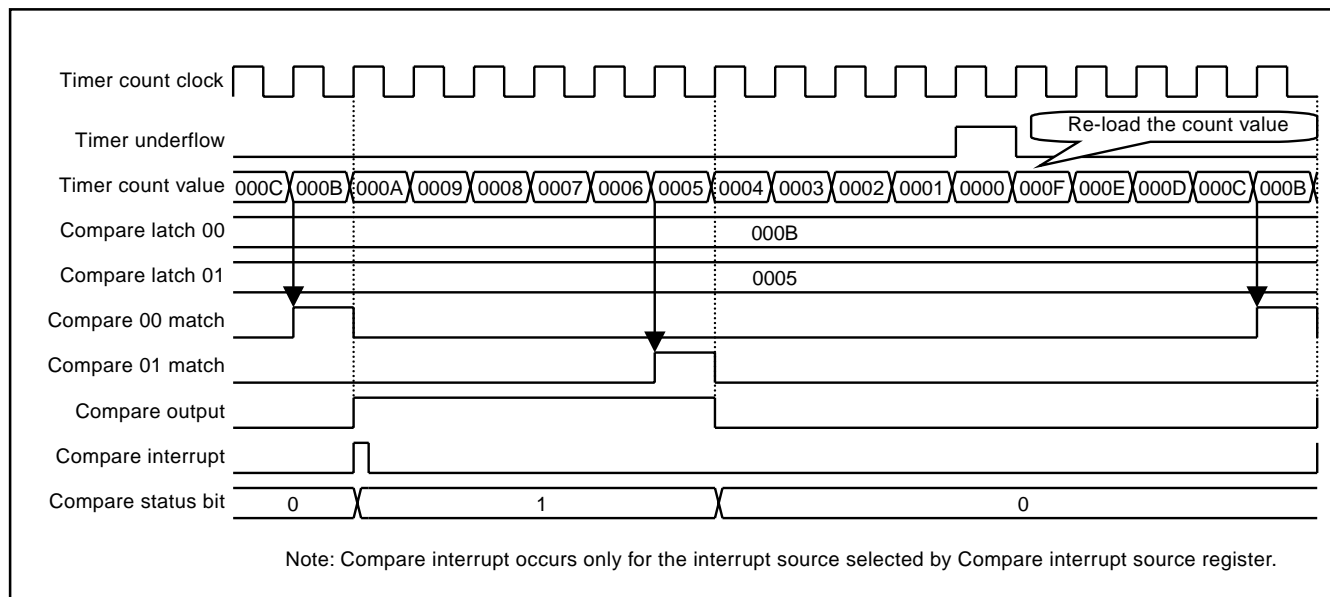 Timer count clock
Timer underflow
Re-load the count value
Timer count value 000C 000B 000A 0009 0008 0007 0006 0005 0004 0003 0002 0001 0000 000F 000E 000D 000C 000B
Compare latch 00 000B
Compare latch 01 0005
Compare 00 match
Compare 01 match
Compare output
Compare interrupt
Compare status bit 0 1 0
Note: Compare interrupt occurs only for the interrupt source selected by Compare interrupt source register.